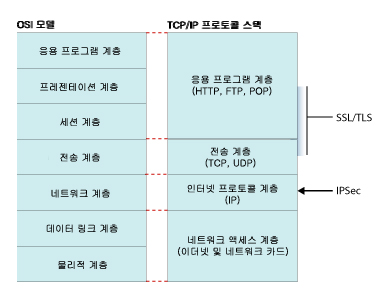 OSI 모델
TCP/IP 프로토콜 스택
응용 프로그램 계층
프레젠테이션 계층
세션 계층
전송 계층
네트워크 계층
데이터 링크 계층
물리적 계층
응용 프로그램 계층
(HTTP, FTP, POP)
전송 계층
(TCP, UDP)
인터넷 프로토콜 계층
(IP)
네트워크 액세스 계층
(이더넷 및 네트워크 카드)
SSL/TLS
IPSec